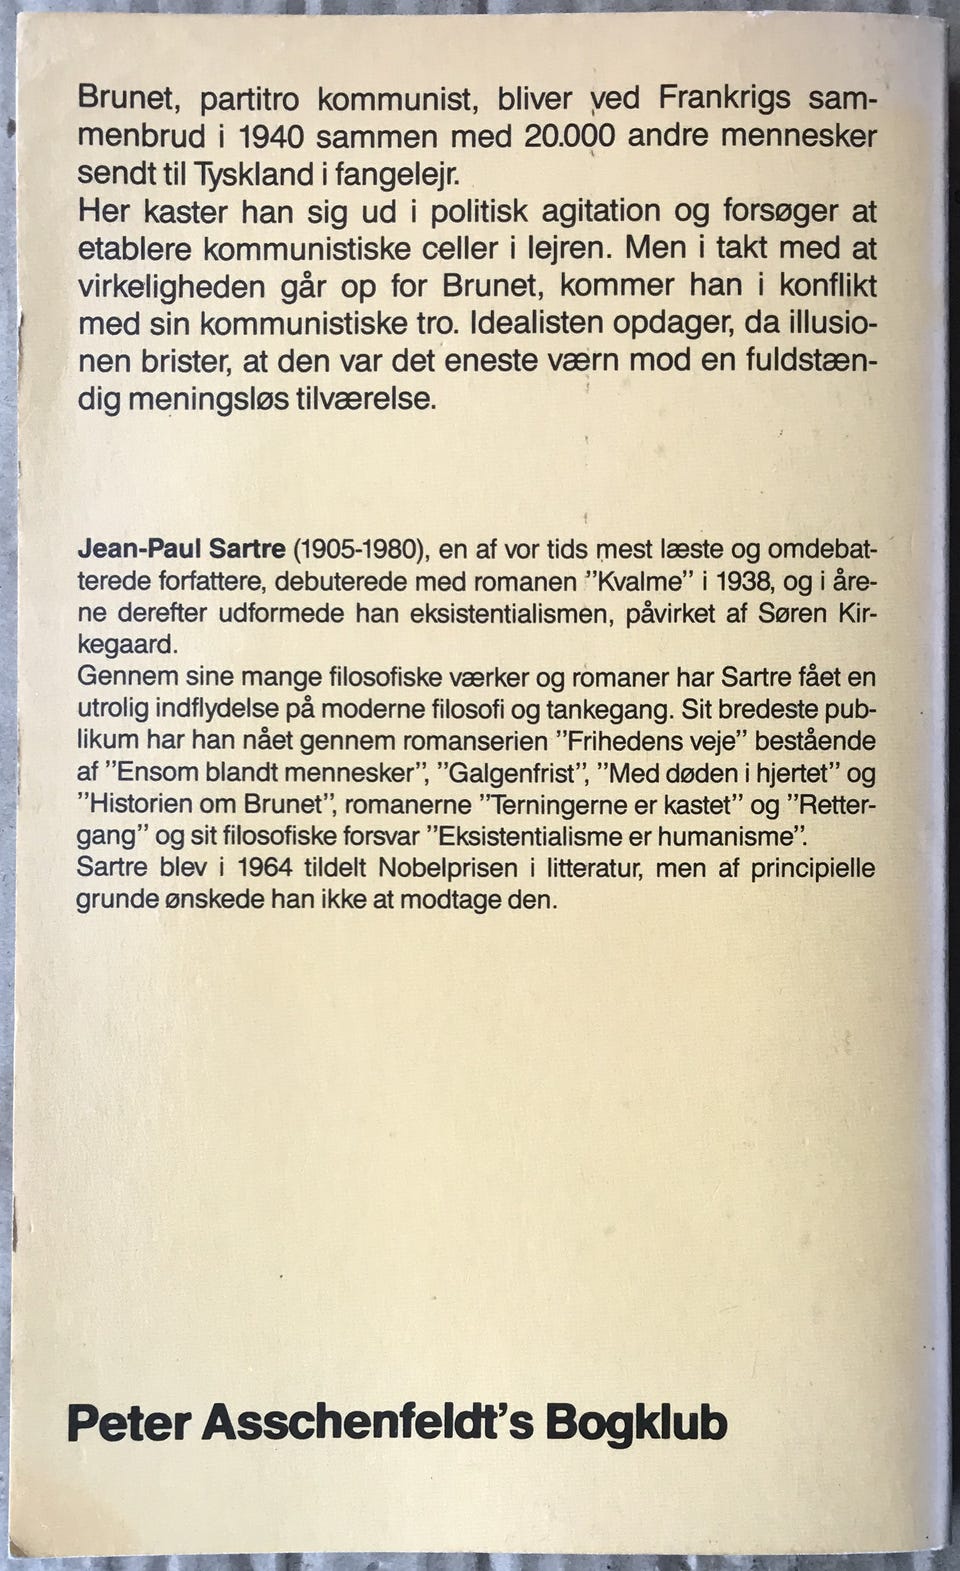 Brunet, partitro kommunist, bliver ved Frankrigs sam-
menbrud i 1940 sammen med 20.000 andre mennesker
sendt til Tyskland i fangelejr.
Her kaster han sig ud i politisk agitation og forsøger at
etablere kommunistiske celler i lejren. Men i takt med at
virkeligheden går op for Brunet, kommer han i konflikt
med sin kommunistiske tro. Idealisten opdager, da illusio-
nen brister, at den var det eneste værn mod en fuldstæn-
dig meningsløs tilværelse.
Jean-Paul Sartre (1905-1980), en af vor tids mest læste og omdebat-
terede forfattere, debuterede med romanen ”Kvalme” i 1938, og i åre-
ne derefter udformede han eksistentialismen, påvirket af Søren Kir-
kegaard.
Gennem sine mange filosofiske værker og romaner har Sartre fået en
utrolig indflydelse på moderne filosofi og tankegang. Sit bredeste pub-
likum har han nået gennem romanserien ”Frihedens veje” bestående
af ”Ensom blandt mennesker”, ”Galgenfrist”, ”Med døden i hjertet” og
”Historien om Brunet”, romanerne ”Terningerne er kastet” og ”Retter-
gang” og sit filosofiske forsvar ”Eksistentialisme er humanisme”.
Sartre blev i 1964 tildelt Nobelprisen i litteratur, men af principielle
grunde ønskede han ikke at modtage den.
Peter Asschenfeldt's Bogklub